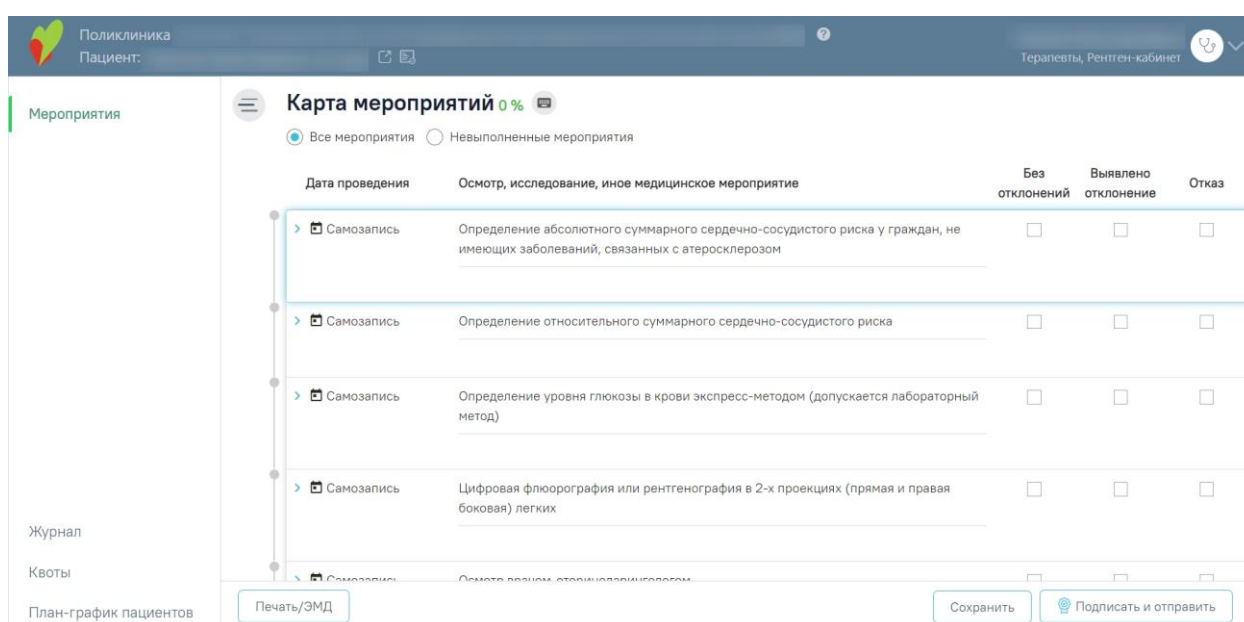 Поликлиника
Пациент:
Терапевты, Рентген-кабинет
Мероприятия
Карта мероприятий 0 %
Все мероприятия Невыполненные мероприятия
Дата проведения Осмотр, исследование, иное медицинское мероприятие Без отклонений Выявлено отклонение Отказ
Самозапись Определение абсолютного суммарного сердечно-сосудистого риска у граждан, не
имеющих заболеваний, связанных с атеросклерозом
Самозапись Определение относительного суммарного сердечно-сосудистого риска
Самозапись Определение уровня глюкозы в крови экспресс-методом (допускается лабораторный
метод)
Самозапись Цифровая флюорография или рентгенография в 2-х проекциях (прямая и правая
боковая) легких
Самозапись Осмотр врачом-оториноларингологом
Журнал
Квоты
План-график пациентов
Печать/ЭМД Сохранить Подписать и отправить